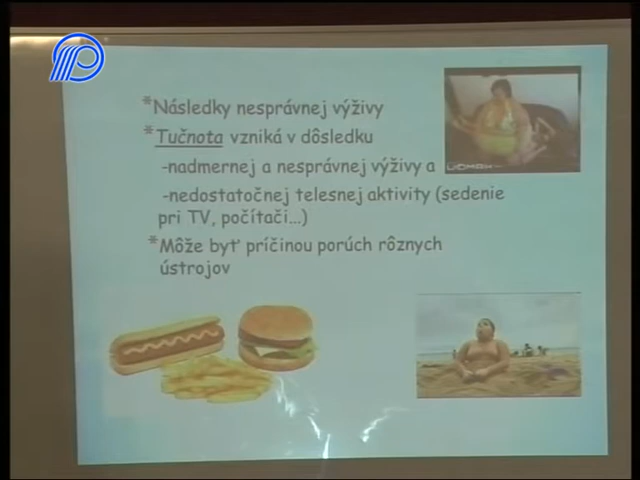 *Následky nesprávnej výživy
*Tučnota vzniká v dôsledku
-nadmernej a nesprávnej výživy a
-nedostatočnej telesnej aktivity (sedenie
pri TV, počítači...)
*Môže byť príčinou porúch rôznych
ústrojov